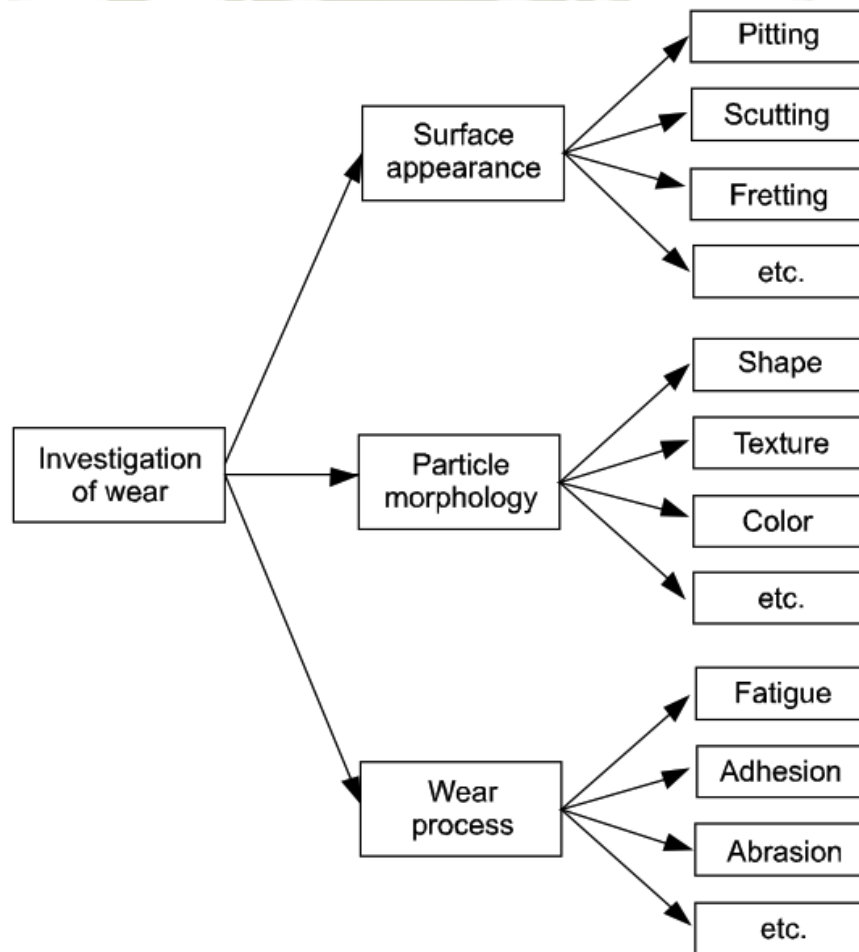 Investigation
of wear
Surface
appearance
Pitting
Scutting
Fretting
etc.
Particle
morphology
Shape
Texture
Color
etc.
Wear
process
Fatigue
Adhesion
Abrasion
etc.